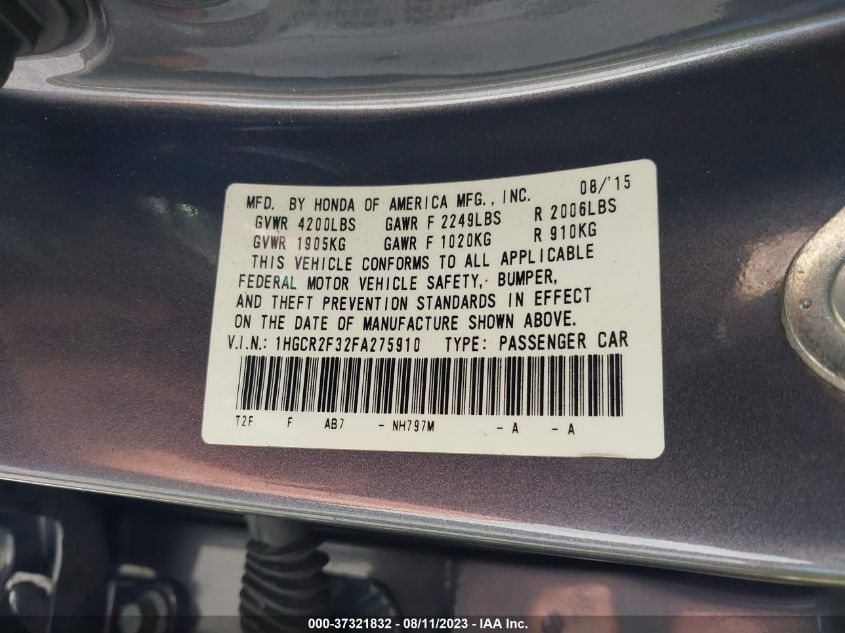 MFD. BY HONDA OF AMERICA MFG., INC. 08/'15
GVWR 4200LBS GAWR F 2249LBS R 2006LBS
GVWR 1905KG GAWR F 1020KG R 910KG
THIS VEHICLE CONFORMS TO ALL APPLICABLE
FEDERAL MOTOR VEHICLE SAFETY, BUMPER,
AND THEFT PREVENTION STANDARDS IN EFFECT
ON THE DATE OF MANUFACTURE SHOWN ABOVE.
V.I.N.: 1HGCR2F32FA275910 TYPE: PASSENGER CAR
T2F F AB7 - NH797M - A - A
000-37321832 - 08/11/2023 - IAA Inc.